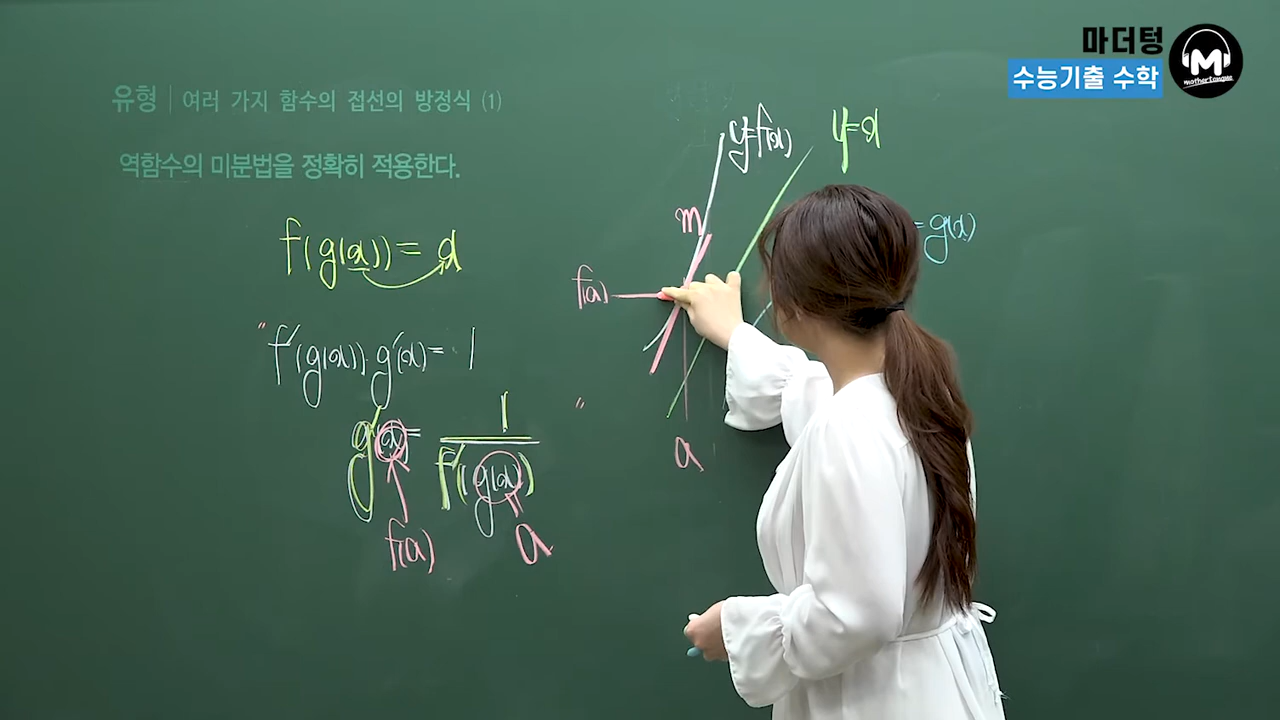 마더텅
수능기출 수학
M
mothertongue
유형 | 여러 가지 함수의 접선의 방정식 (1)
역함수의 미분법을 정확히 적용한다.
f(g(x)) = x
" f'(g(x)) · g'(x) = 1
g'(x) = 1 / f'(g(x)) "
f(a)
a
y=f(x)
y=x
= g(x)
m
f(a)
a